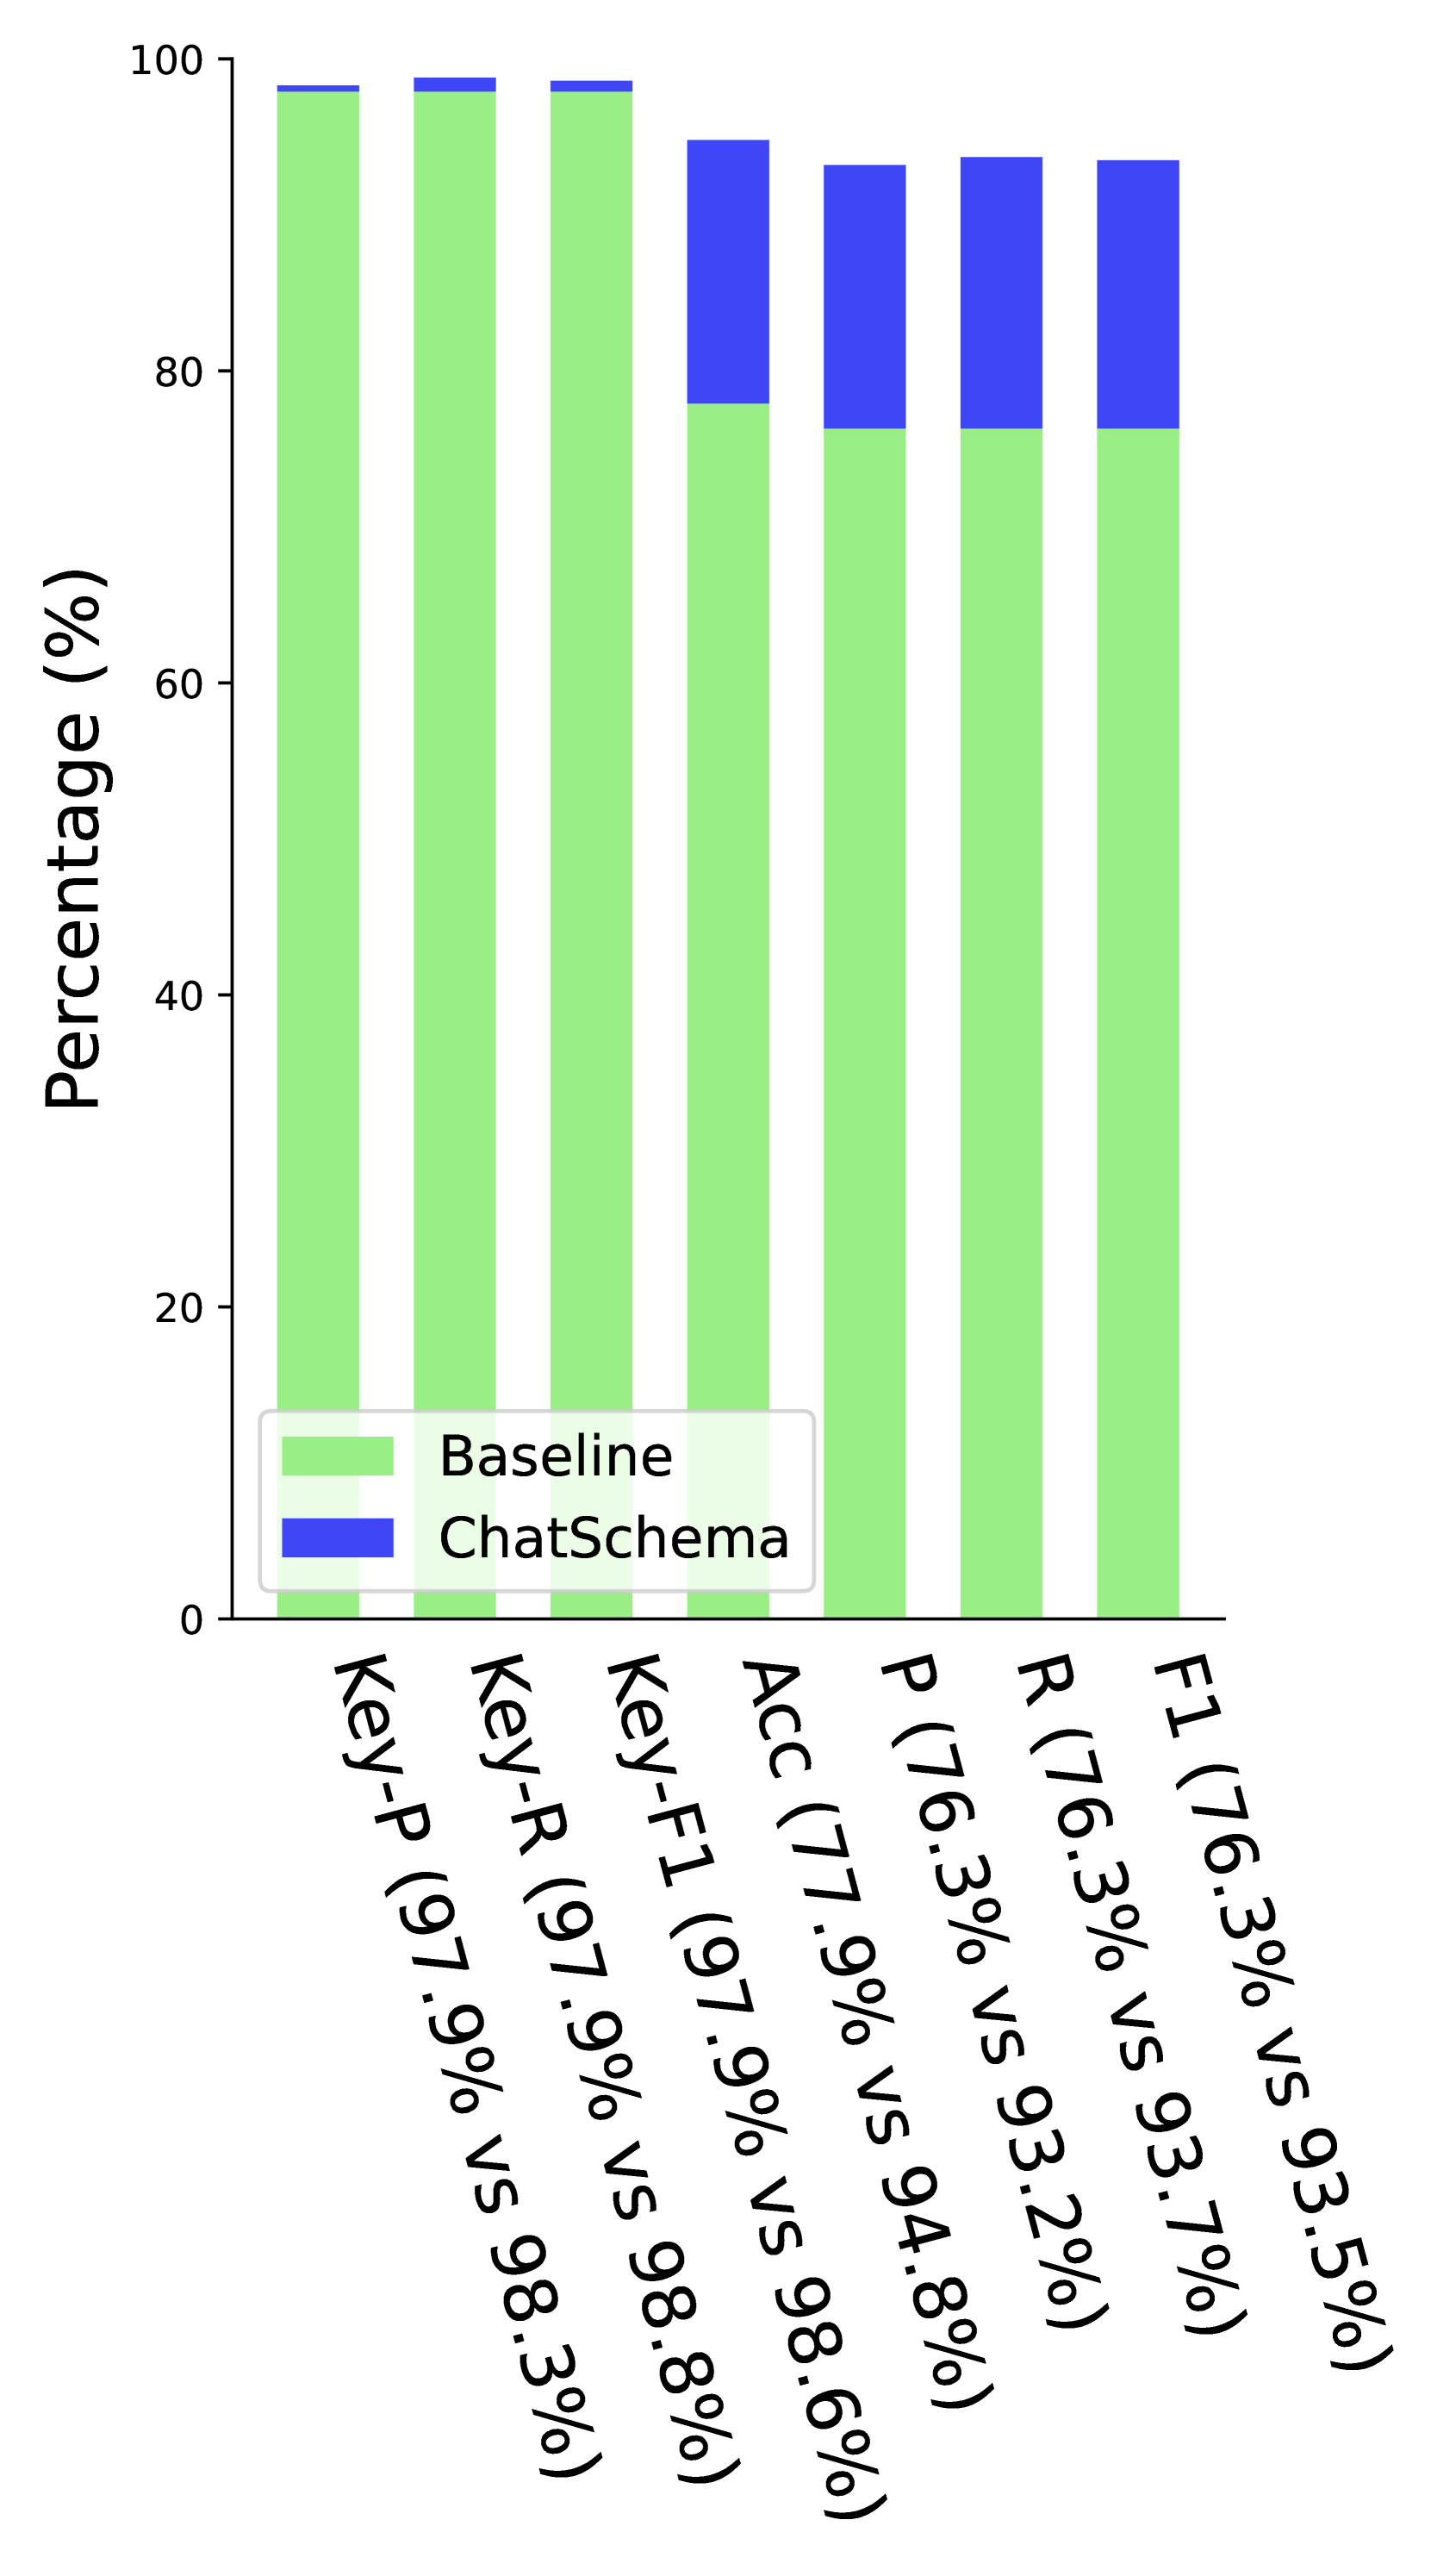 Percentage (%)
100
80
60
40
20
0
Baseline
ChatSchema
Key-P (97.9% vs 98.3%)
Key-R (97.9% vs 98.8%)
Key-F1 (97.9% vs 98.6%)
Acc (77.9% vs 94.8%)
P (76.3% vs 93.2%)
R (76.3% vs 93.7%)
F1 (76.3% vs 93.5%)